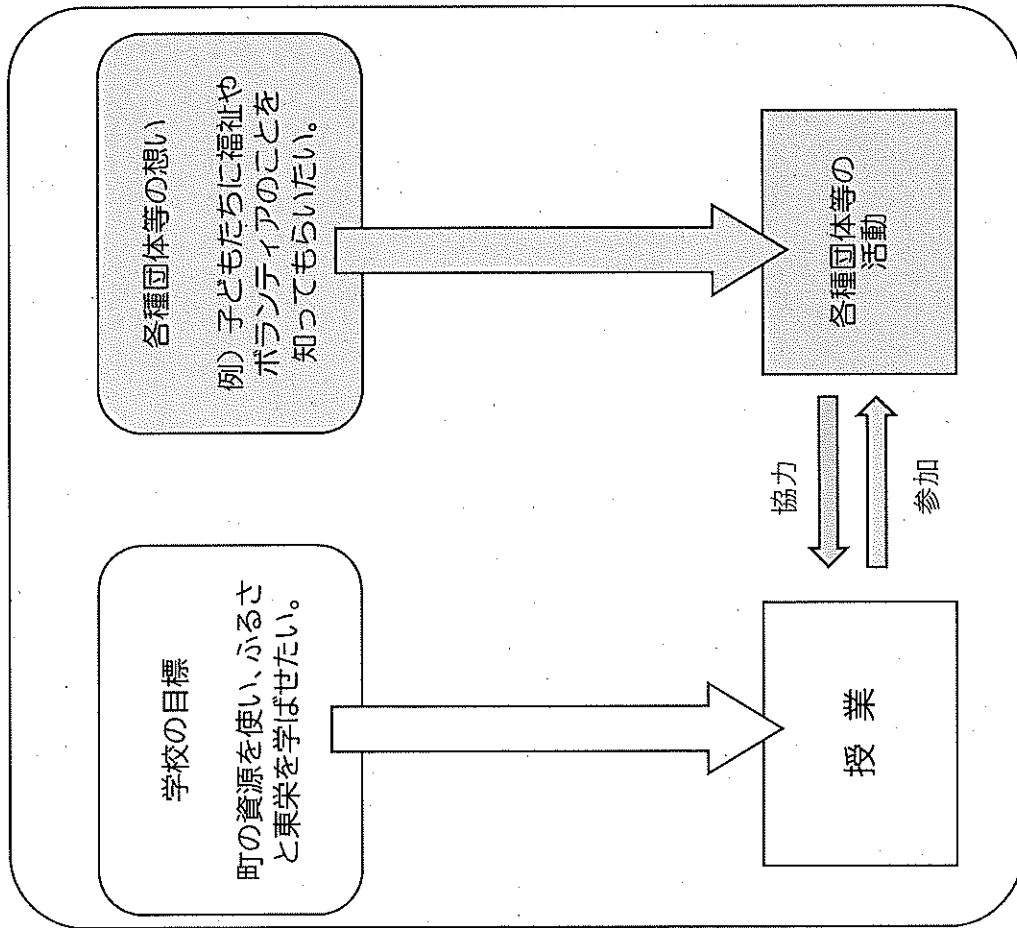 学校の目標
町の資源を使い、ふるさ
と東栄を学ばせたい。
各種団体等の想い
例）子どもたちに福祉や
ボランティアのことを
知ってもらいたい。
協力
参加
授 業
各種団体等の
活動